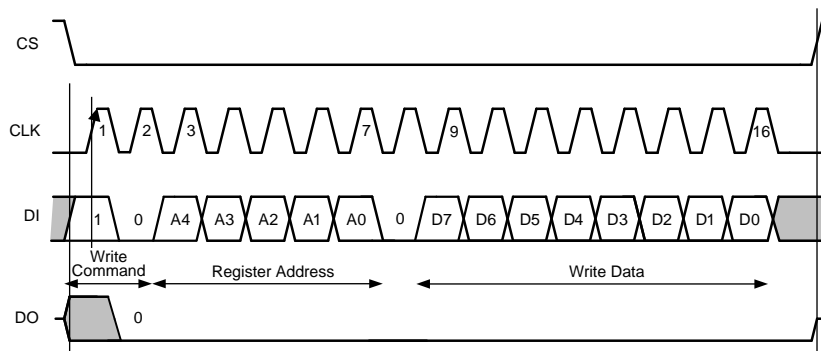 CS
CLK 1 2 3 7 9 16
DI 1 0 A4 A3 A2 A1 A0 0 D7 D6 D5 D4 D3 D2 D1 D0
Write
Command Register Address Write Data
DO 0